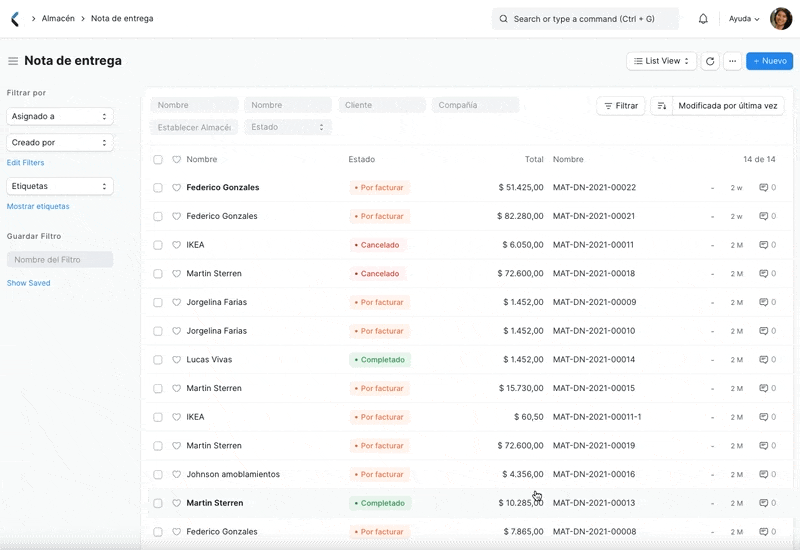 Almacén Nota de entrega Search or type a command (Ctrl + G) Ayuda
Nota de entrega List View ... + Nuevo
Filtrar por
Asignado a
Creado por
Edit Filters
Etiquetas
Mostrar etiquetas
Guardar Filtro
Nombre del Filtro
Show Saved
Nombre Nombre Cliente Compañía Filtrar Modificada por última vez
Establecer Almacé Estado
Nombre Estado Total Nombre 14 de 14
Federico Gonzales • Por facturar $ 51.425,00 MAT-DN-2021-00022 - 2 w 0
Federico Gonzales • Por facturar $ 82.280,00 MAT-DN-2021-00021 - 2 w 0
IKEA • Cancelado $ 6.050,00 MAT-DN-2021-00011 - 2 M 0
Martin Sterren • Cancelado $ 72.600,00 MAT-DN-2021-00018 - 2 M 0
Jorgelina Farias • Por facturar $ 1.452,00 MAT-DN-2021-00009 - 2 M 0
Jorgelina Farias • Por facturar $ 1.452,00 MAT-DN-2021-00010 - 2 M 0
Lucas Vivas • Completado $ 1.452,00 MAT-DN-2021-00014 - 2 M 0
Martin Sterren • Por facturar $ 15.730,00 MAT-DN-2021-00015 - 2 M 0
IKEA • Por facturar $ 60,50 MAT-DN-2021-00011-1 - 2 M 0
Martin Sterren • Por facturar $ 72.600,00 MAT-DN-2021-00019 - 2 M 0
Johnson amoblamientos • Por facturar $ 4.356,00 MAT-DN-2021-00016 - 2 M 0
Martin Sterren • Completado $ 10.285,00 MAT-DN-2021-00013 - 2 M 0
Federico Gonzales • Por facturar $ 7.865,00 MAT-DN-2021-00008 - 2 M 0